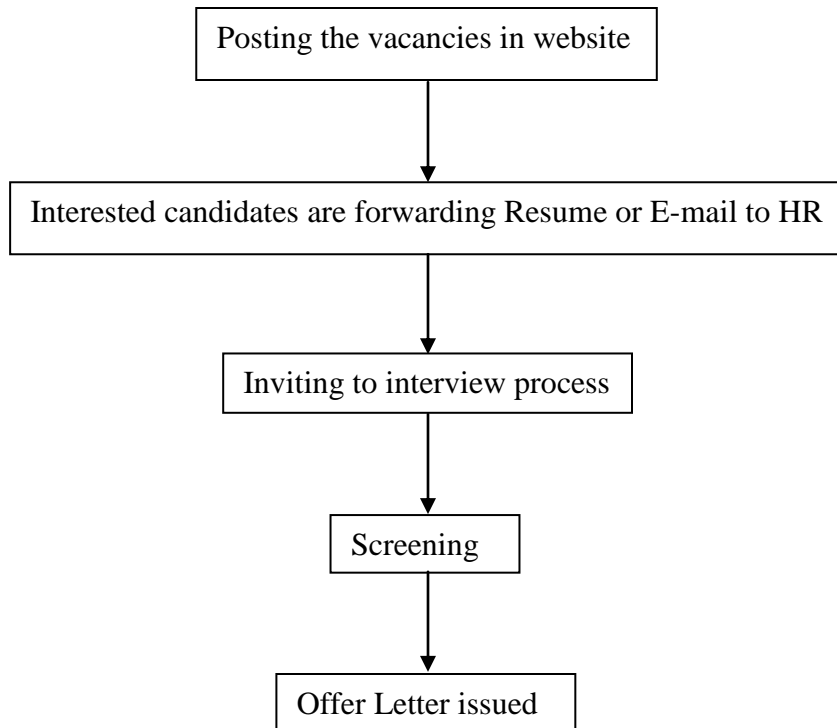 Posting the vacancies in website
Interested candidates are forwarding Resume or E-mail to HR
Inviting to interview process
Screening
Offer Letter issued